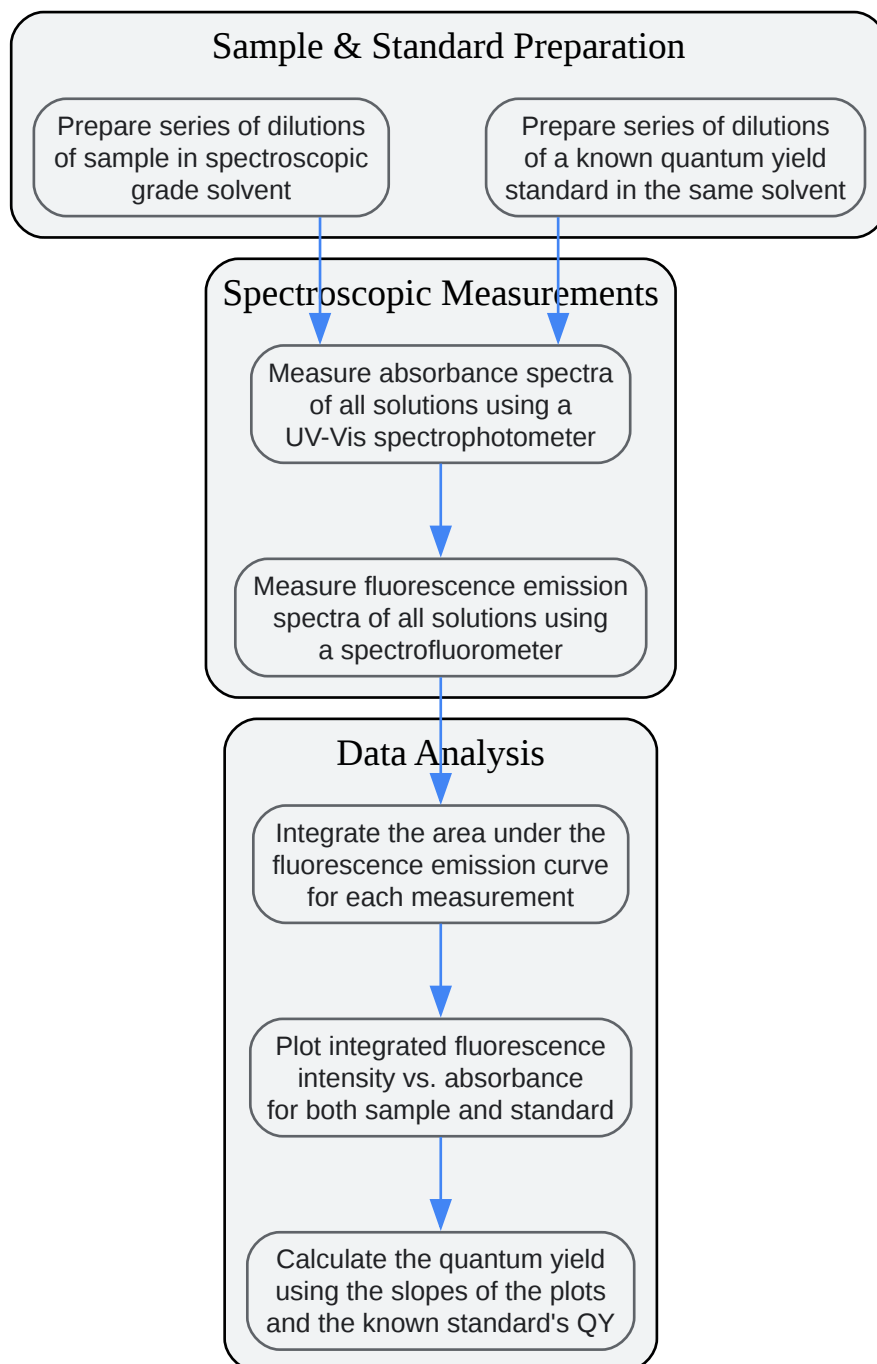 Sample & Standard Preparation
Prepare series of dilutions
of sample in spectroscopic
grade solvent
Prepare series of dilutions
of a known quantum yield
standard in the same solvent
Spectroscopic Measurements
Measure absorbance spectra
of all solutions using a
UV-Vis spectrophotometer
Measure fluorescence emission
spectra of all solutions using
a spectrofluorometer
Data Analysis
Integrate the area under the
fluorescence emission curve
for each measurement
Plot integrated fluorescence
intensity vs. absorbance
for both sample and standard
Calculate the quantum yield
using the slopes of the plots
and the known standard's QY